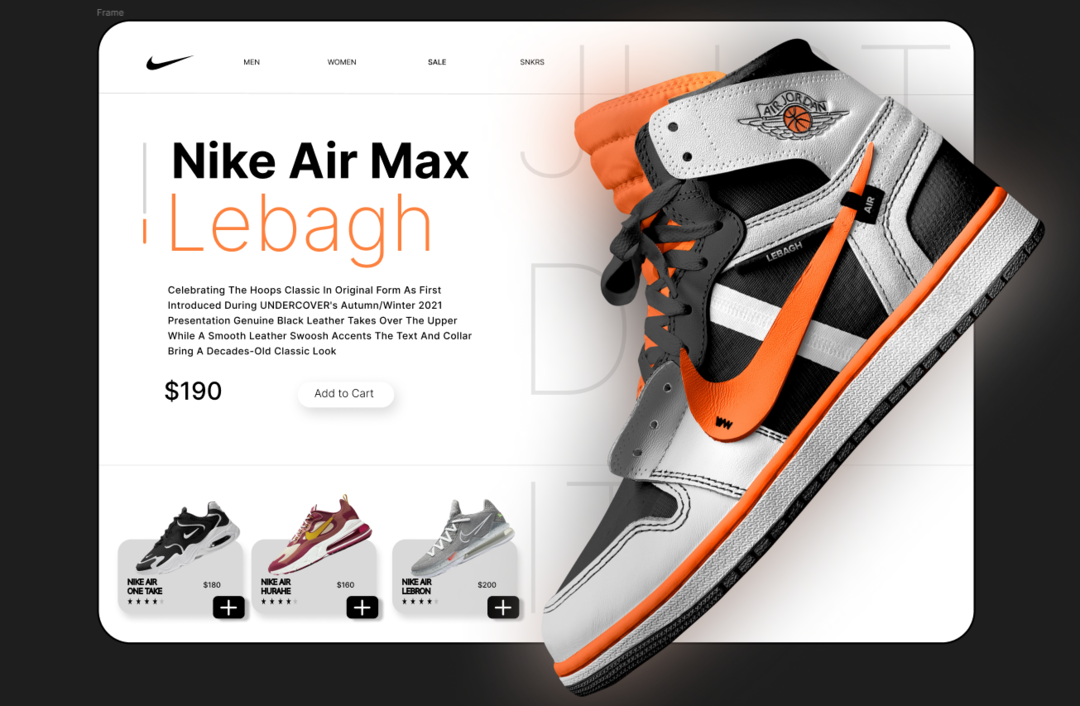 Frame
MEN WOMEN SALE SNKRS
JUST
Nike Air Max
Lebagh
Celebrating The Hoops Classic In Original Form As First
Introduced During UNDERCOVER's Autumn/Winter 2021
Presentation Genuine Black Leather Takes Over The Upper
While A Smooth Leather Swoosh Accents The Text And Collar
Bring A Decades-Old Classic Look
$190
Add to Cart
D
IT
AIR JORDAN
AIR
LEBAGH
NIKE AIR
ONE TAKE
$180
NIKE AIR
HURAHE
$160
NIKE AIR
LEBRON
$200